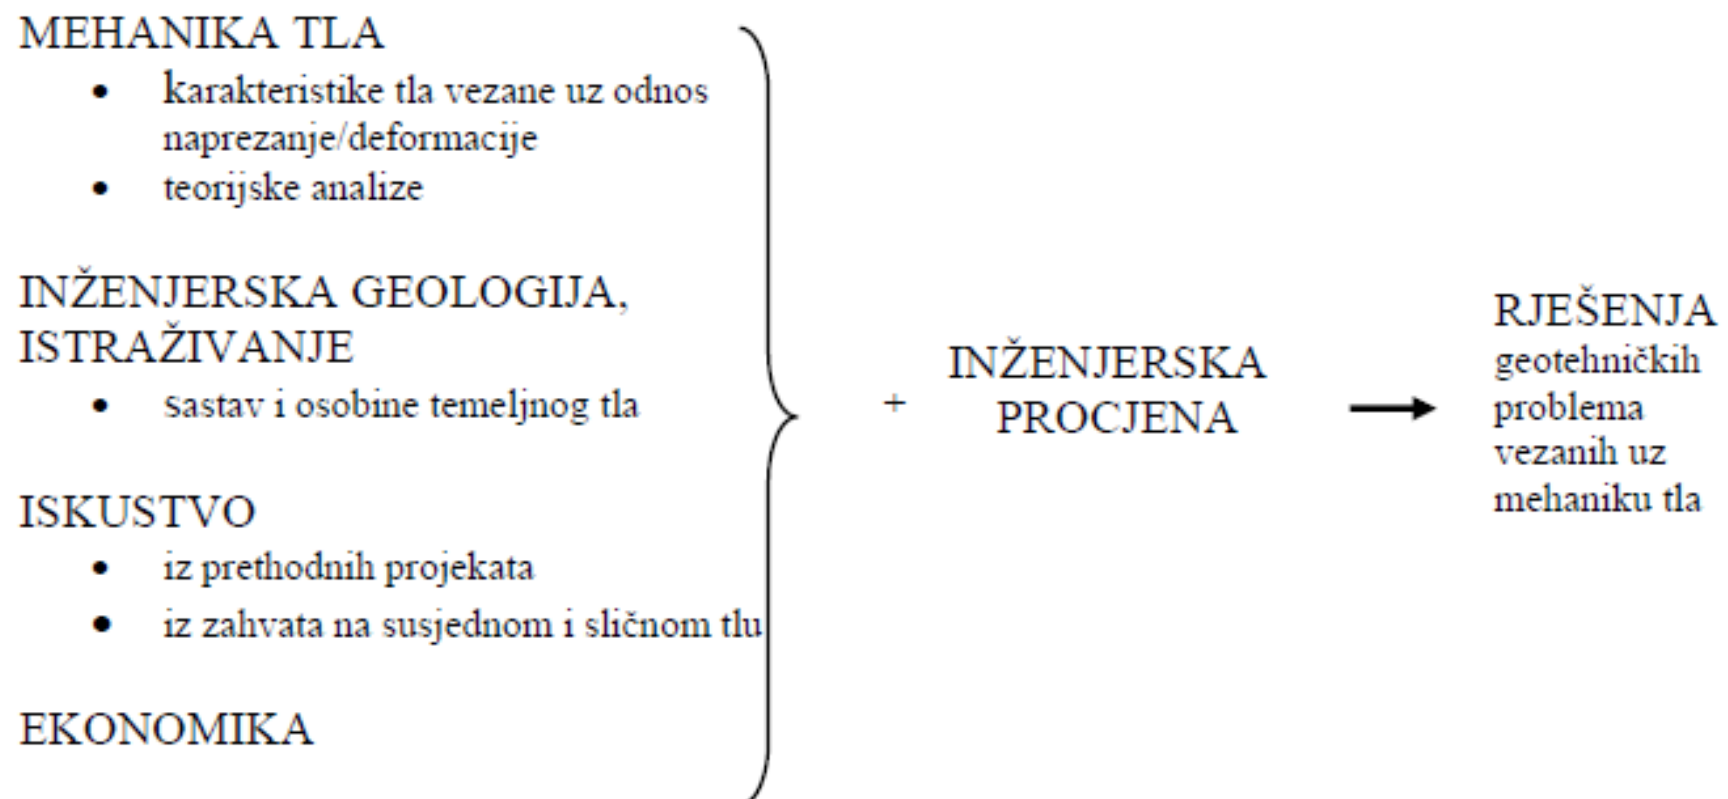 MEHANIKA TLA
• karakteristike tla vezane uz odnos
naprezanje/deformacije
• teorijske analize
INŽENJERSKA GEOLOGIJA,
ISTRAŽIVANJE
• sastav i osobine temeljnog tla
ISKUSTVO
• iz prethodnih projekata
• iz zahvata na susjednom i sličnom tlu
EKONOMIKA
+
INŽENJERSKA
PROCJENA
RJEŠENJA
geotehničkih
problema
vezanih uz
mehaniku tla